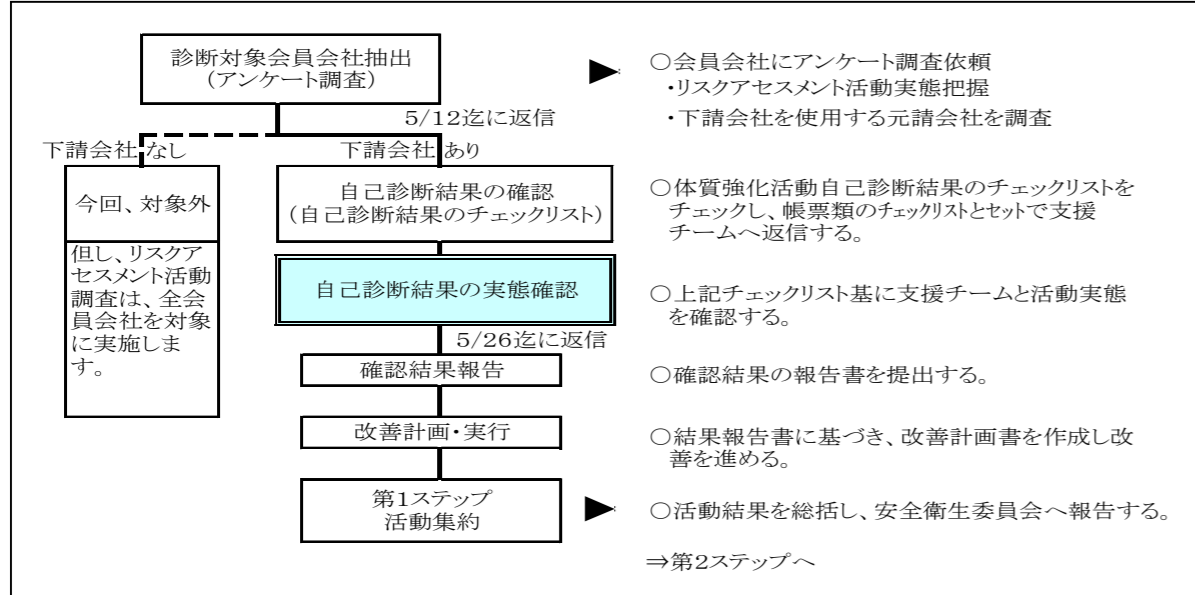 診断対象会員会社抽出
(アンケート調査)
○会員会社にアンケート調査依頼
・リスクアセスメント活動実態把握
・下請会社を使用する元請会社を調査
5/12迄に返信
下請会社 なし
下請会社 あり
今回、対象外
但し、リスクア
セスメント活動
調査は、全会
員会社を対象
に実施しま
す。
自己診断結果の確認
(自己診断結果のチェックリスト)
○体質強化活動自己診断結果のチェックリストを
チェックし、帳票類のチェックリストとセットで支援
チームへ返信する。
自己診断結果の実態確認
○上記チェックリスト基に支援チームと活動実態
を確認する。
5/26迄に返信
確認結果報告
○確認結果の報告書を提出する。
改善計画・実行
○結果報告書に基づき、改善計画書を作成し改
善を進める。
第1ステップ
活動集約
○活動結果を総括し、安全衛生委員会へ報告する。
⇒第2ステップへ